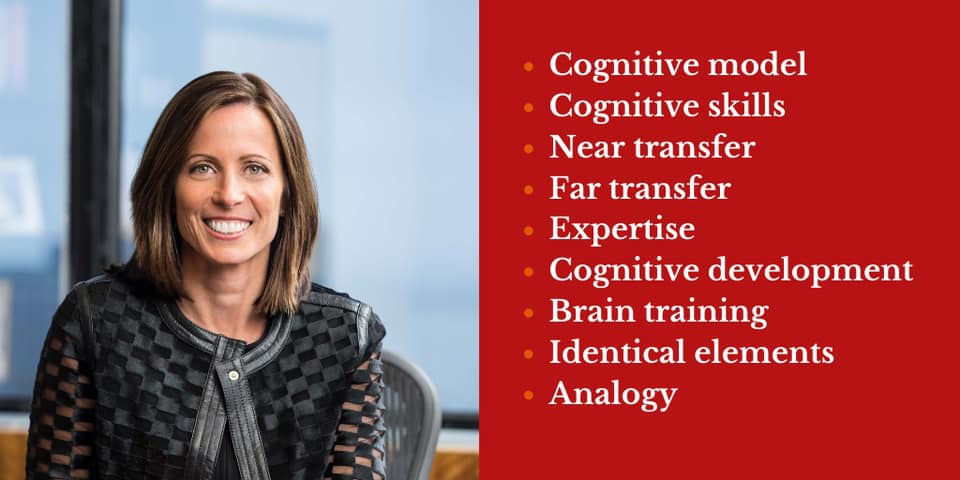 Cognitive model
Cognitive skills
Near transfer
Far transfer
Expertise
Cognitive development
Brain training
Identical elements
Analogy